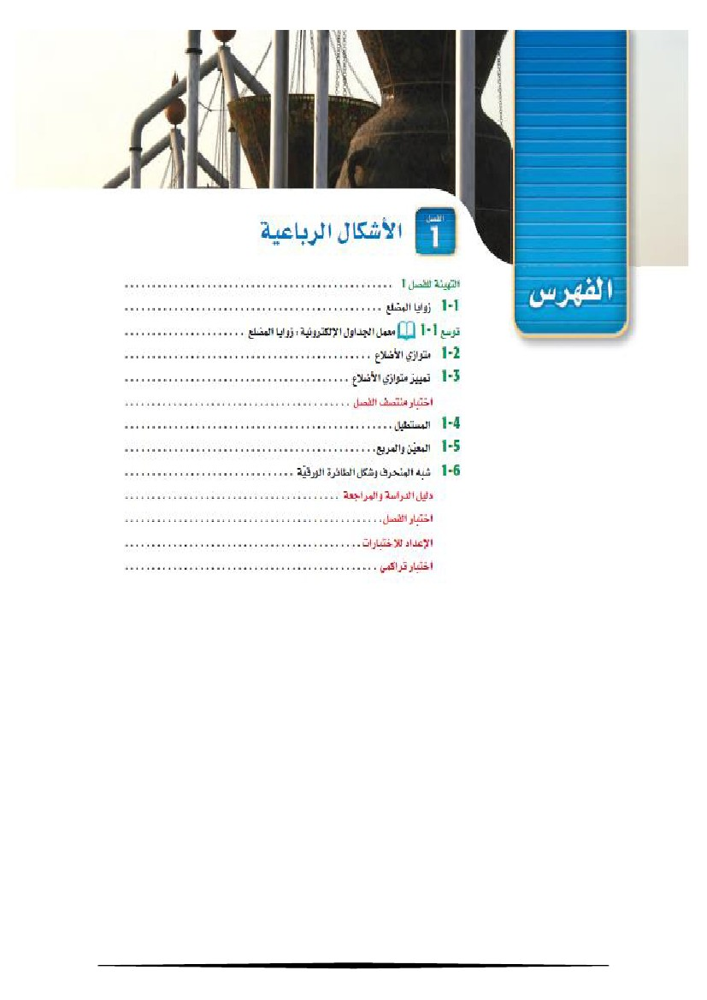 الفهرس
الفصل 1
الأشكال الرباعية
التهيئة للفصل 1 ..................................................
1-1 زوايا المضلع ................................................
توسع 1-1 معمل الجداول الإلكترونية : زوايا المضلع ......................
1-2 متوازي الأضلاع ..............................................
1-3 تمييز متوازي الأضلاع ..........................................
اختبار منتصف الفصل ..........................................
1-4 المستطيل ..................................................
1-5 المعيّن والمربع ...............................................
1-6 شبه المنحرف وشكل الطائرة الورقيّة ................................
دليل الدراسة والمراجعة ........................................
اختبار الفصل ................................................
الإعداد للاختبارات ............................................
اختبار تراكمي ...............................................